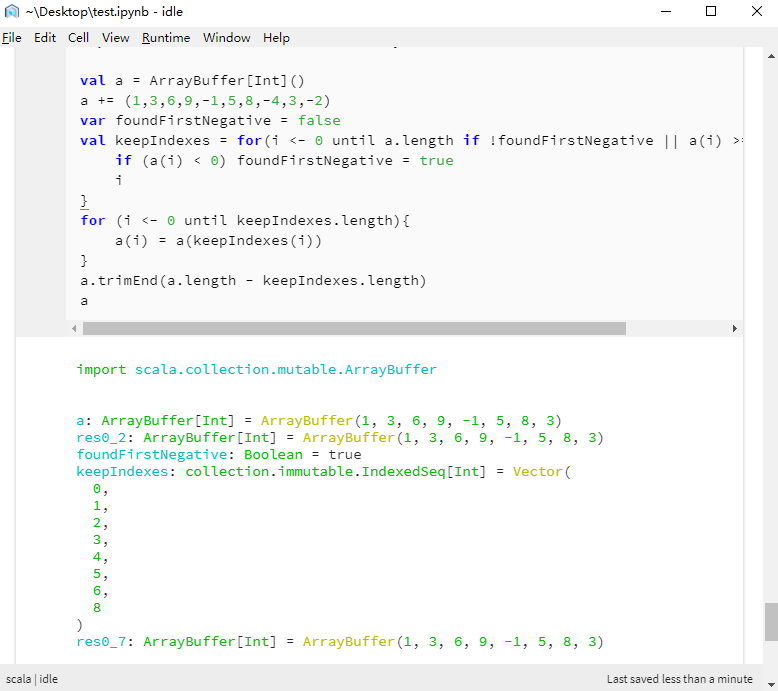 ~\Desktop\test.ipynb - idle
File Edit Cell View Runtime Window Help
val a = ArrayBuffer[Int]()
a += (1,3,6,9,-1,5,8,-4,3,-2)
var foundFirstNegative = false
val keepIndexes = for(i <- 0 until a.length if !foundFirstNegative || a(i) >
    if (a(i) < 0) foundFirstNegative = true
    i
}
for (i <- 0 until keepIndexes.length){
    a(i) = a(keepIndexes(i))
}
a.trimEnd(a.length - keepIndexes.length)
a
import scala.collection.mutable.ArrayBuffer
a: ArrayBuffer[Int] = ArrayBuffer(1, 3, 6, 9, -1, 5, 8, 3)
res0_2: ArrayBuffer[Int] = ArrayBuffer(1, 3, 6, 9, -1, 5, 8, 3)
foundFirstNegative: Boolean = true
keepIndexes: collection.immutable.IndexedSeq[Int] = Vector(
  0,
  1,
  2,
  3,
  4,
  5,
  6,
  8
)
res0_7: ArrayBuffer[Int] = ArrayBuffer(1, 3, 6, 9, -1, 5, 8, 3)
scala | idle
Last saved less than a minute